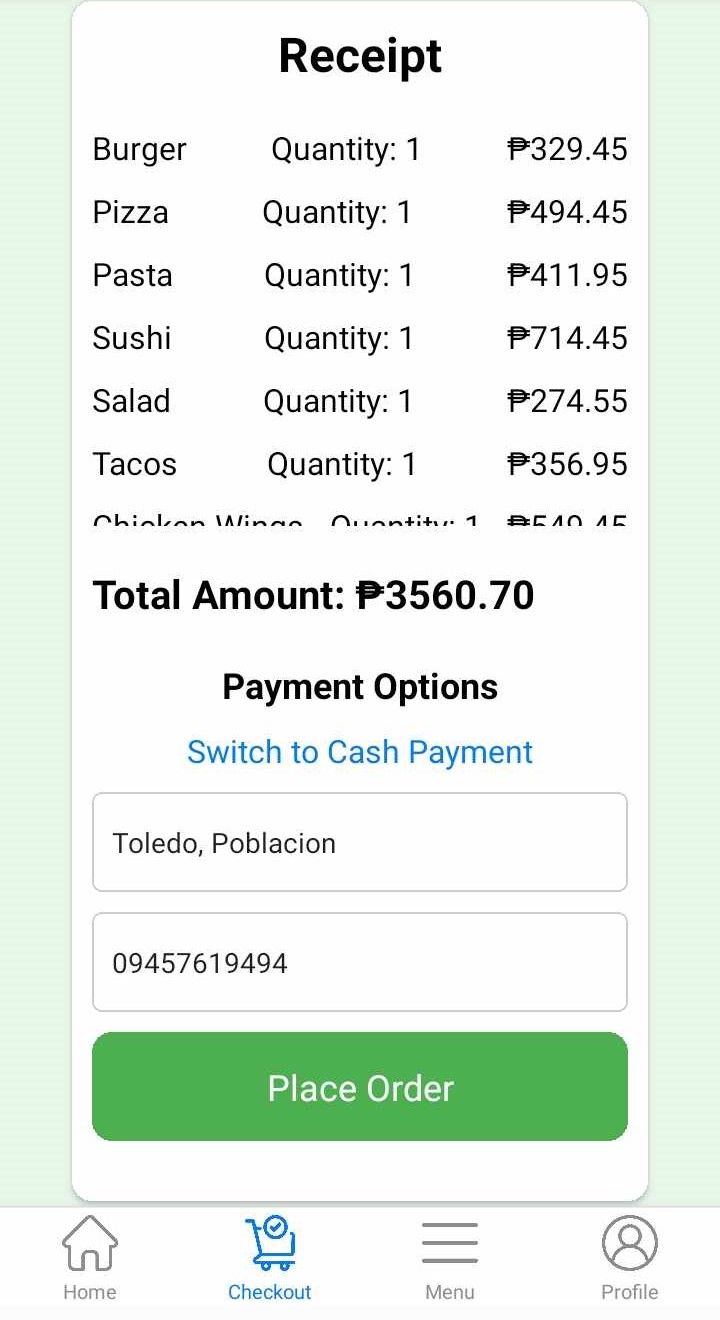 Receipt
Burger Quantity: 1 ₱329.45
Pizza Quantity: 1 ₱494.45
Pasta Quantity: 1 ₱411.95
Sushi Quantity: 1 ₱714.45
Salad Quantity: 1 ₱274.55
Tacos Quantity: 1 ₱356.95
Chicken Wings Quantity: 1 ₱549.45
Total Amount: ₱3560.70
Payment Options
Switch to Cash Payment
Toledo, Poblacion
09457619494
Place Order
Home Checkout Menu Profile